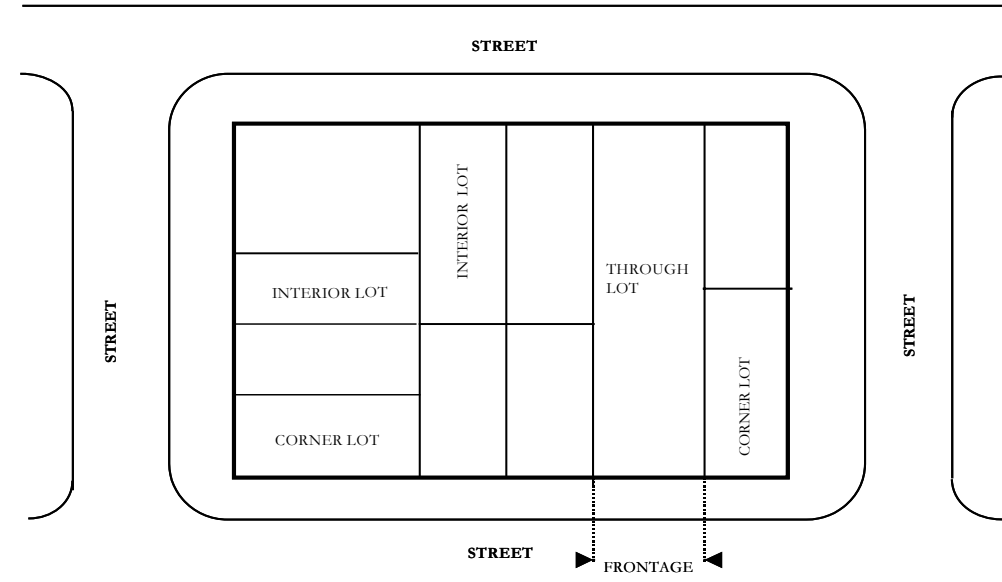 STREET
INTERIOR LOT
THROUGH
LOT
INTERIOR LOT
STREET
STREET
CORNER LOT
CORNER LOT
STREET
FRONTAGE